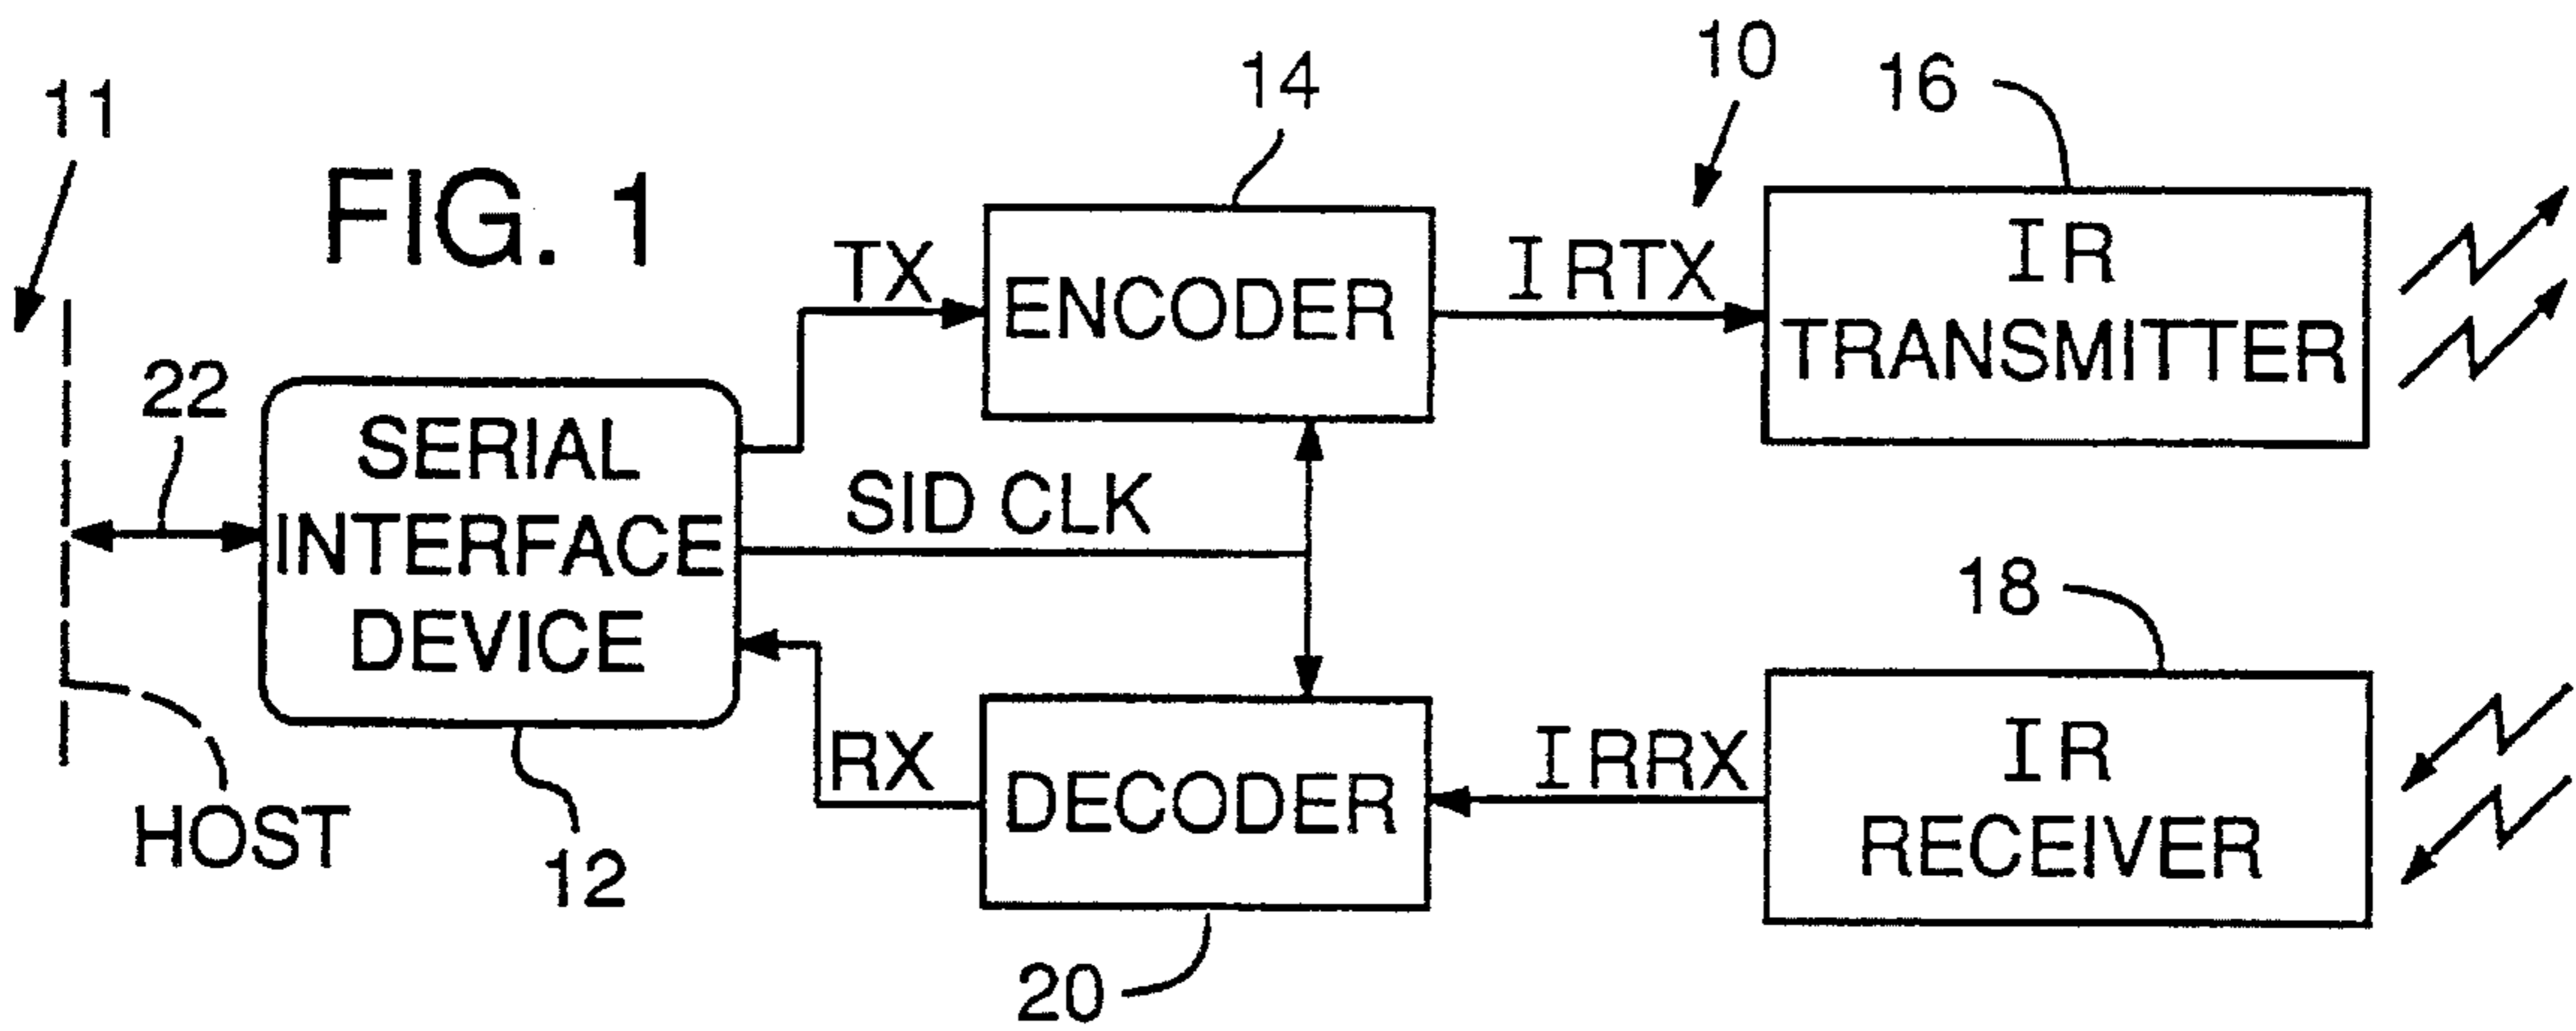 11
FIG. 1
14
10
16
TX
ENCODER
IRTX
IR
TRANSMITTER
22
SERIAL
INTERFACE
DEVICE
SID CLK
18
RX
DECODER
IRRX
IR
RECEIVER
HOST
12
20